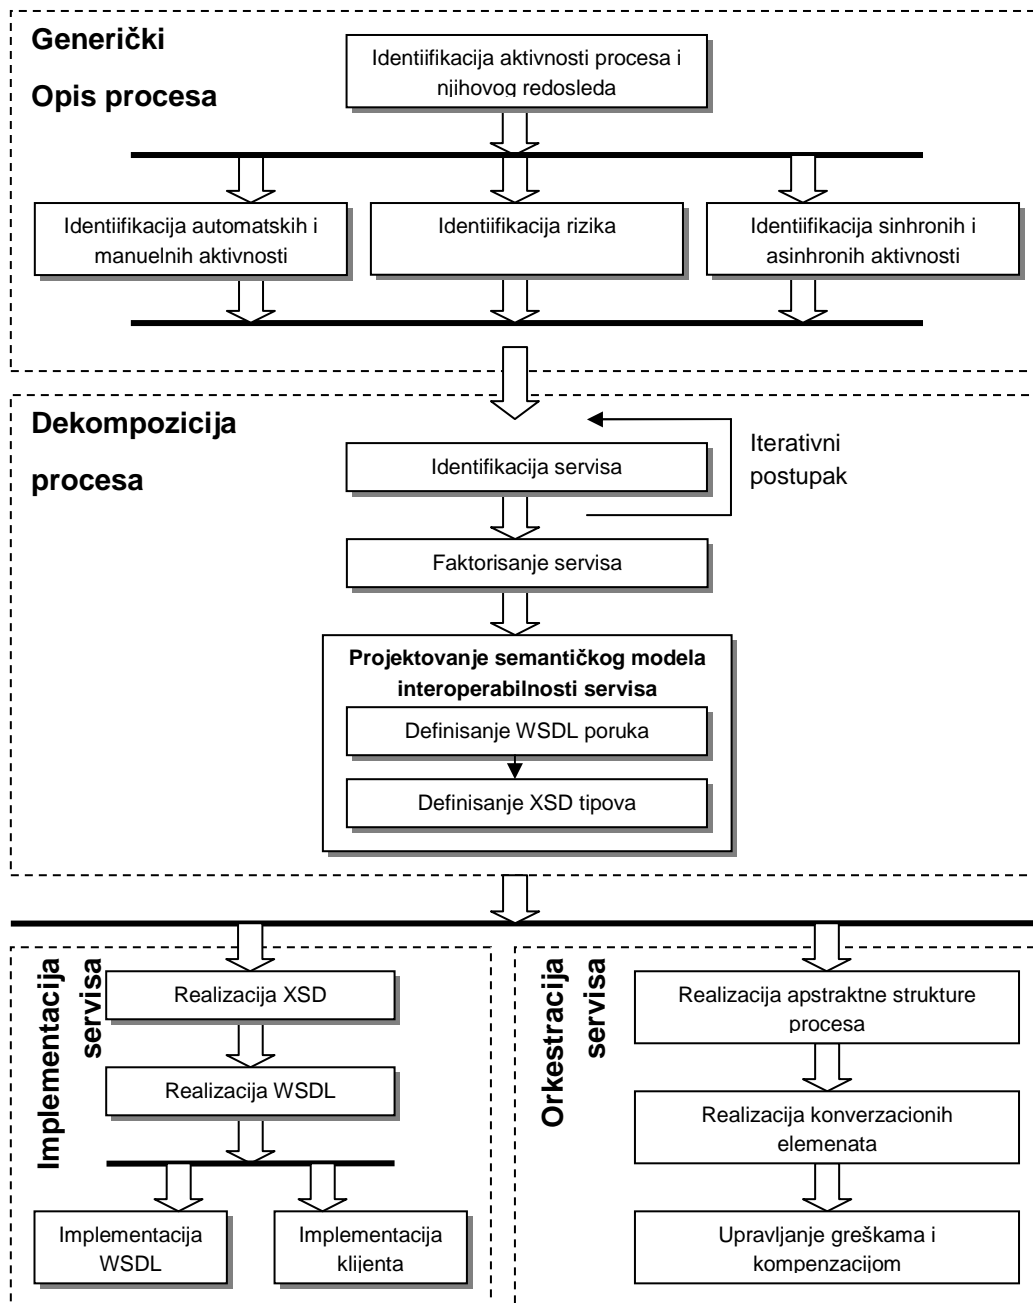 Generički
Opis procesa
Identiifikacija aktivnosti procesa i
njihovog redosleda
Identiifikacija automatskih i
manuelnih aktivnosti
Identiifikacija rizika
Identiifikacija sinhronih i
asinhronih aktivnosti
Dekompozicija
procesa
Iterativni
postupak
Identifikacija servisa
Faktorisanje servisa
Projektovanje semantičkog modela
interoperabilnosti servisa
Definisanje WSDL poruka
Definisanje XSD tipova
Implementacija
servisa
Realizacija XSD
Realizacija WSDL
Implementacija
WSDL
Implementacija
klijenta
Orkestracija
servisa
Realizacija apstraktne strukture
procesa
Realizacija konverzacionih
elemenata
Upravljanje greškama i
kompenzacijom